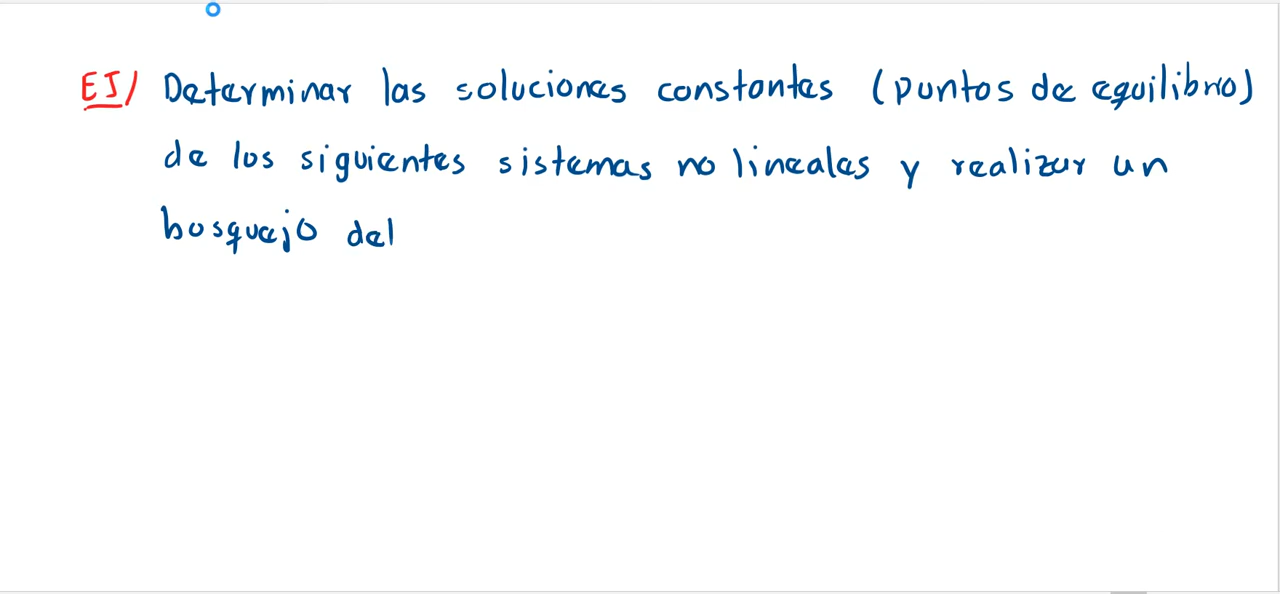 EJ/ Determinar las soluciones constantes (puntos de equilibrio)
de los siguientes sistemas no lineales y realizar un
bosquejo del